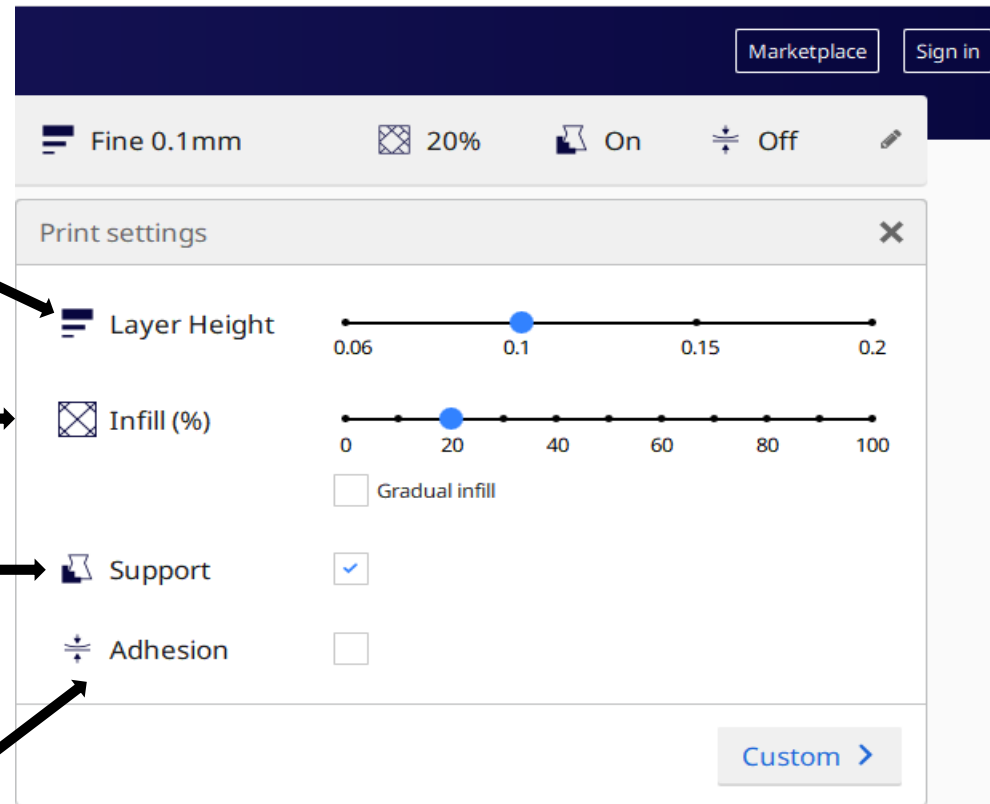 Marketplace Sign in
Fine 0.1mm 20% On Off
Print settings
Layer Height
0.06 0.1 0.15 0.2
Infill (%)
0 20 40 60 80 100
Gradual infill
Support
Adhesion
Custom